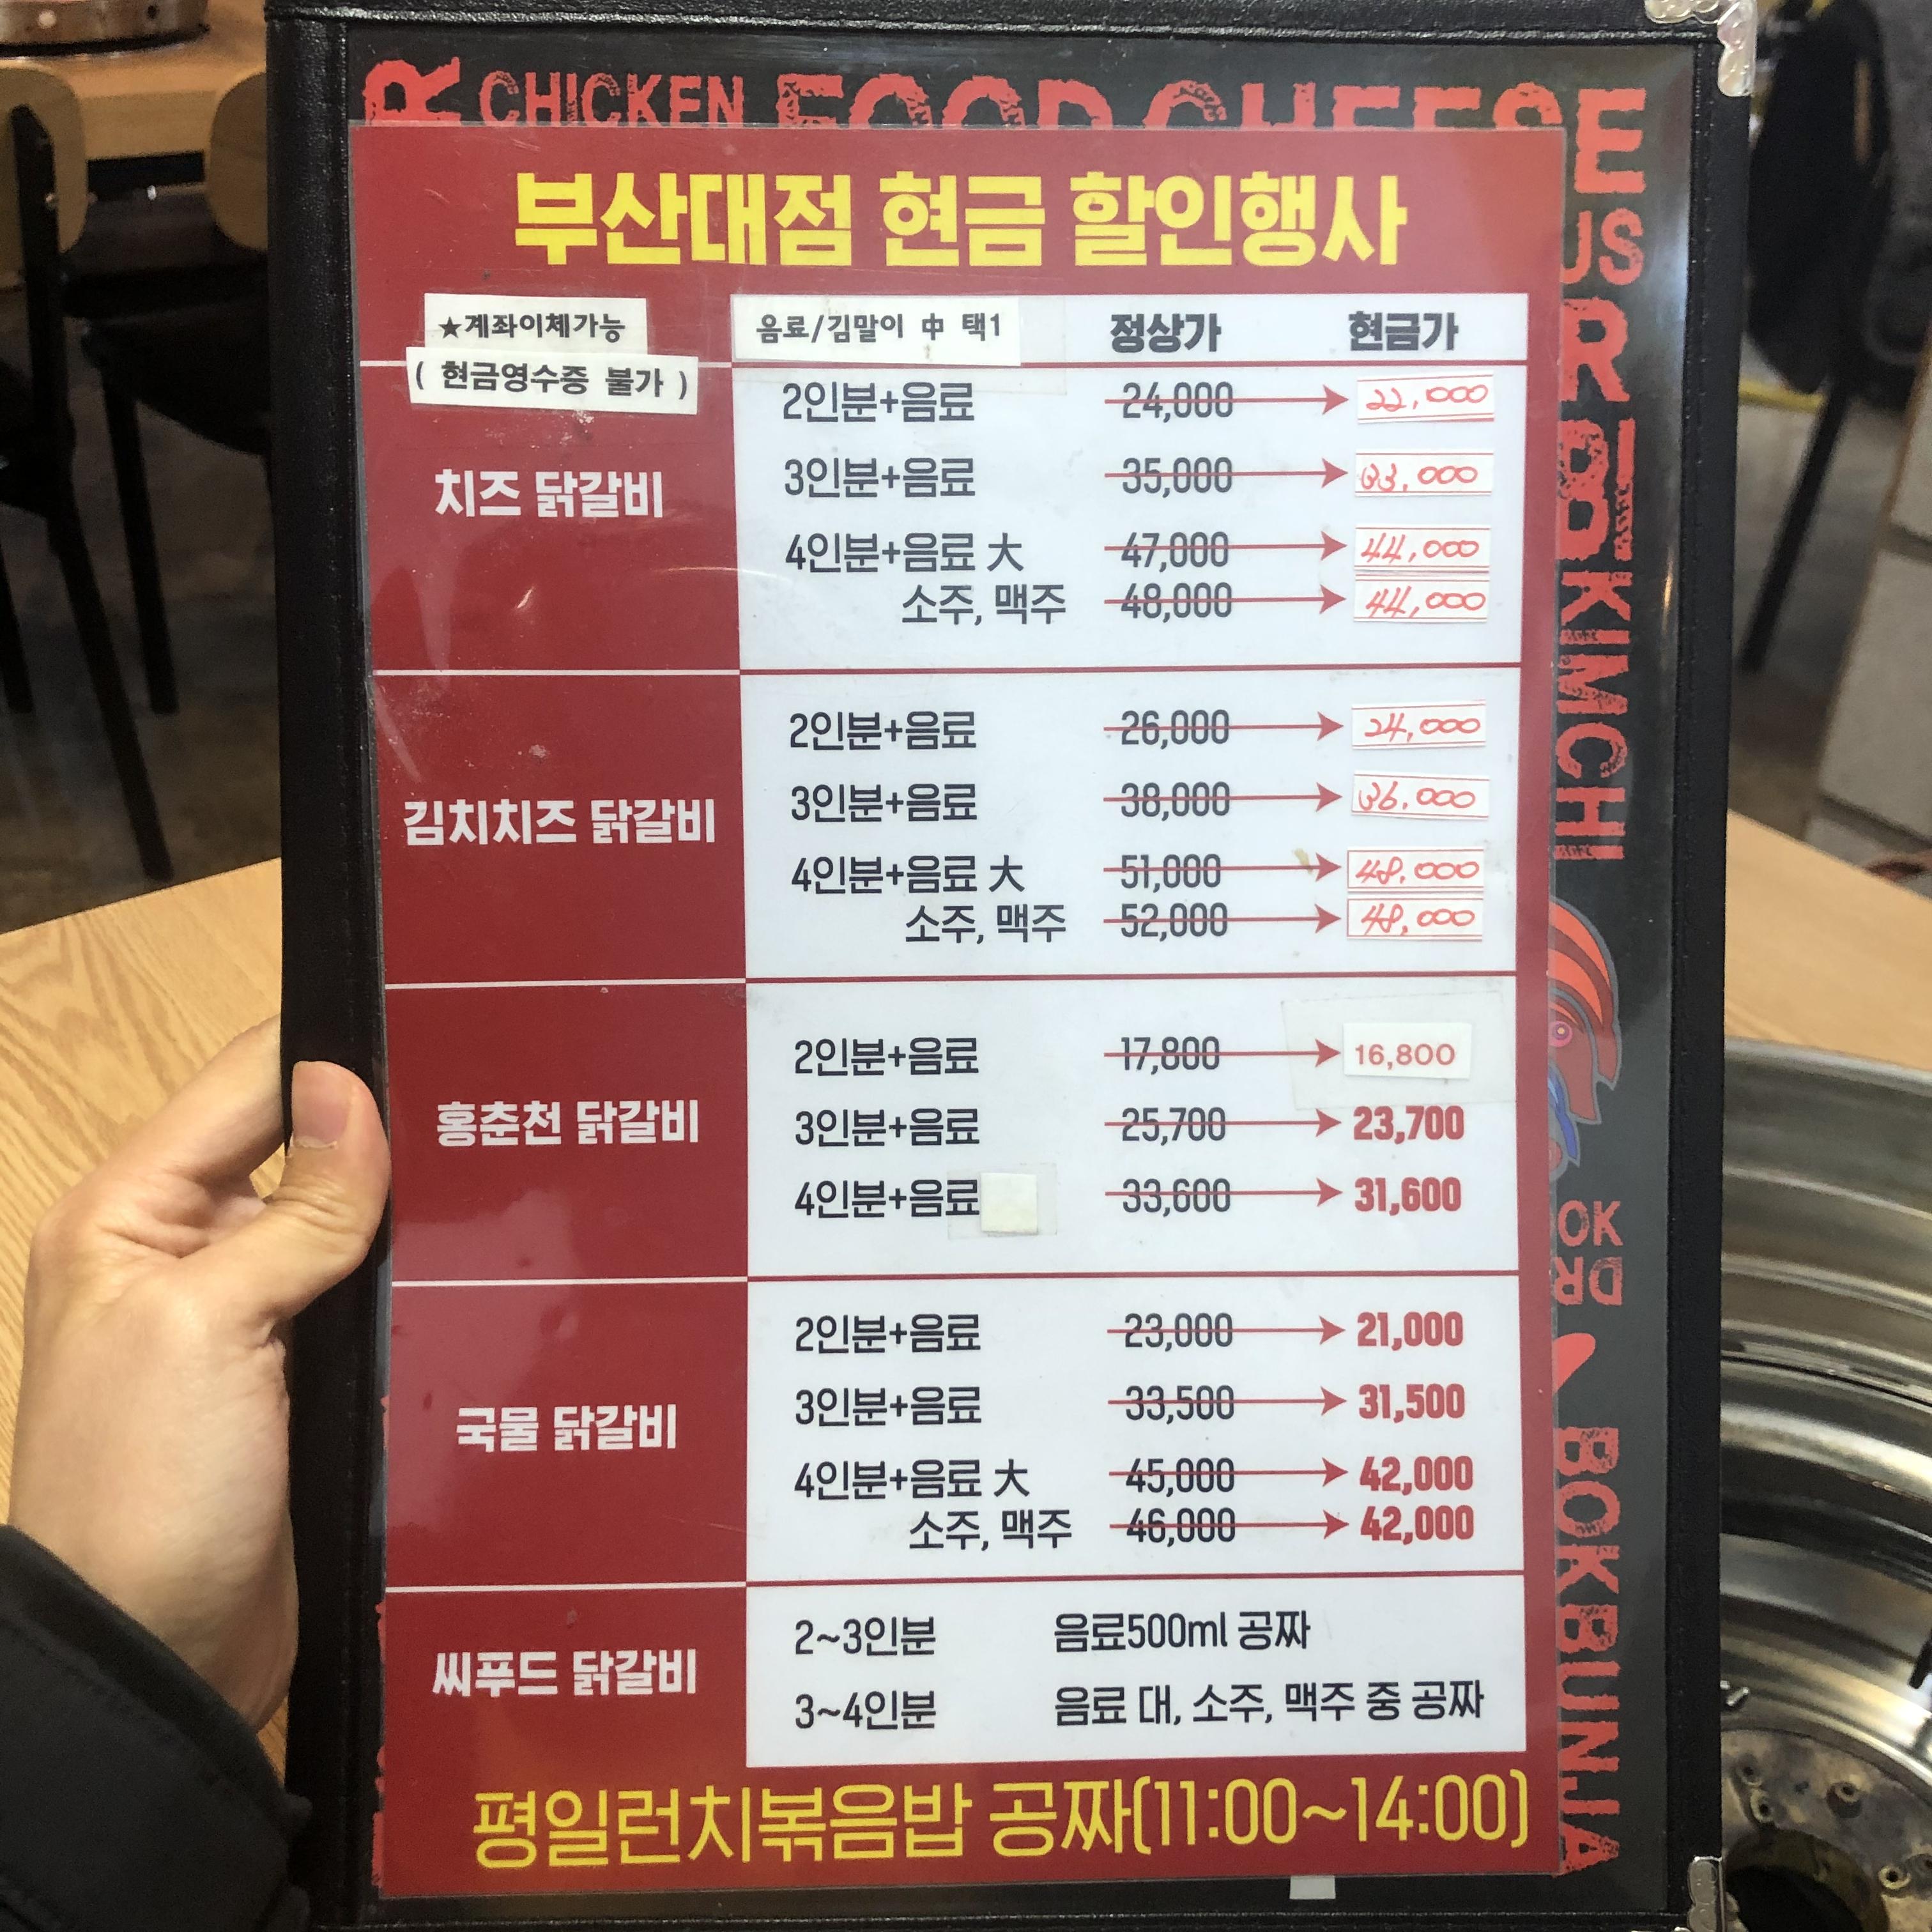 R CHICKEN FOOD CHEESE
부산대점 현금 할인행사
★계좌이체가능
( 현금영수증 불가 )
음료/김말이 中 택1 정상가 현금가
치즈 닭갈비
2인분+음료 24,000 22,000
3인분+음료 35,000 33,000
4인분+음료 大 47,000 44,000
소주, 맥주 48,000 44,000
김치치즈 닭갈비
2인분+음료 26,000 24,000
3인분+음료 38,000 36,000
4인분+음료 大 51,000 48,000
소주, 맥주 52,000 48,000
홍춘천 닭갈비
2인분+음료 17,800 16,800
3인분+음료 25,700 23,700
4인분+음료 33,600 31,600
국물 닭갈비
2인분+음료 23,000 21,000
3인분+음료 33,500 31,500
4인분+음료 大 45,000 42,000
소주, 맥주 46,000 42,000
씨푸드 닭갈비
2~3인분 음료500ml 공짜
3~4인분 음료 대, 소주, 맥주 중 공짜
평일런치볶음밥 공짜(11:00~14:00)
US
R
KIMCHI
OK
DR
BOKBUNJA